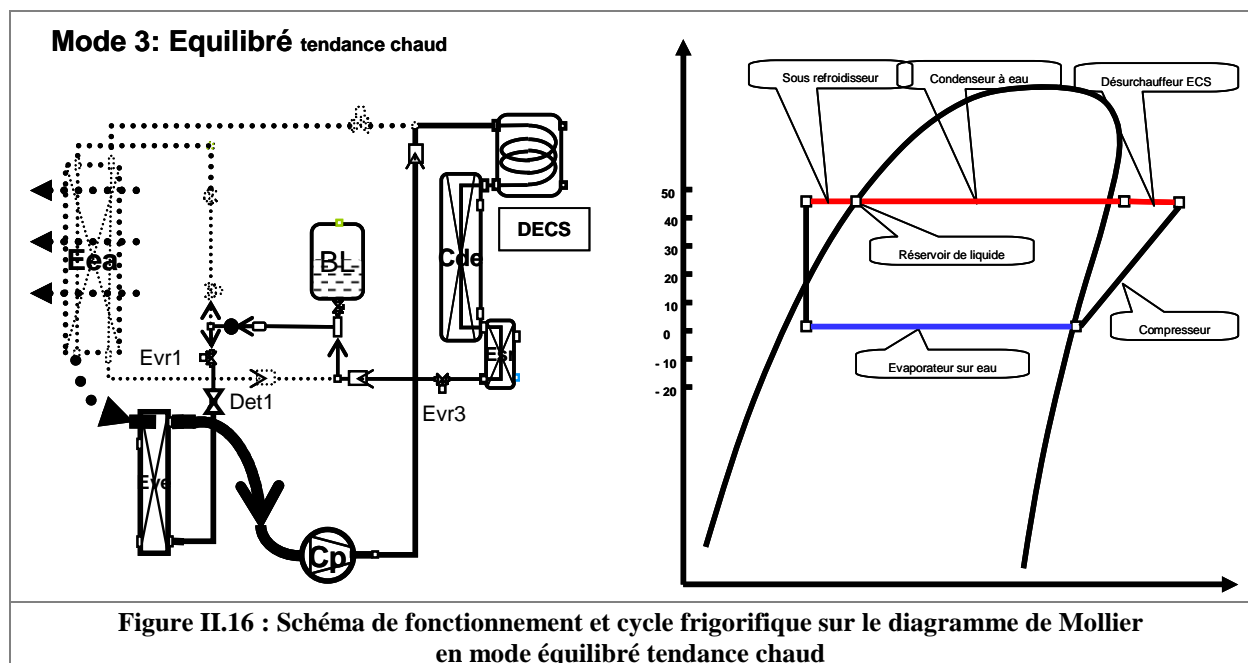 Mode 3: Equilibré tendance chaud
Eea
Evr1
Det1
Eve
BL
DECS
Cde
Evr3
Cp
Sous refroidisseur
Condenseur à eau
Désurchauffeur ECS
Réservoir de liquide
Compresseur
Evaporateur sur eau
50
40
30
20
10
0
- 10
- 20
Figure II.16 : Schéma de fonctionnement et cycle frigorifique sur le diagramme de Mollier
en mode équilibré tendance chaud